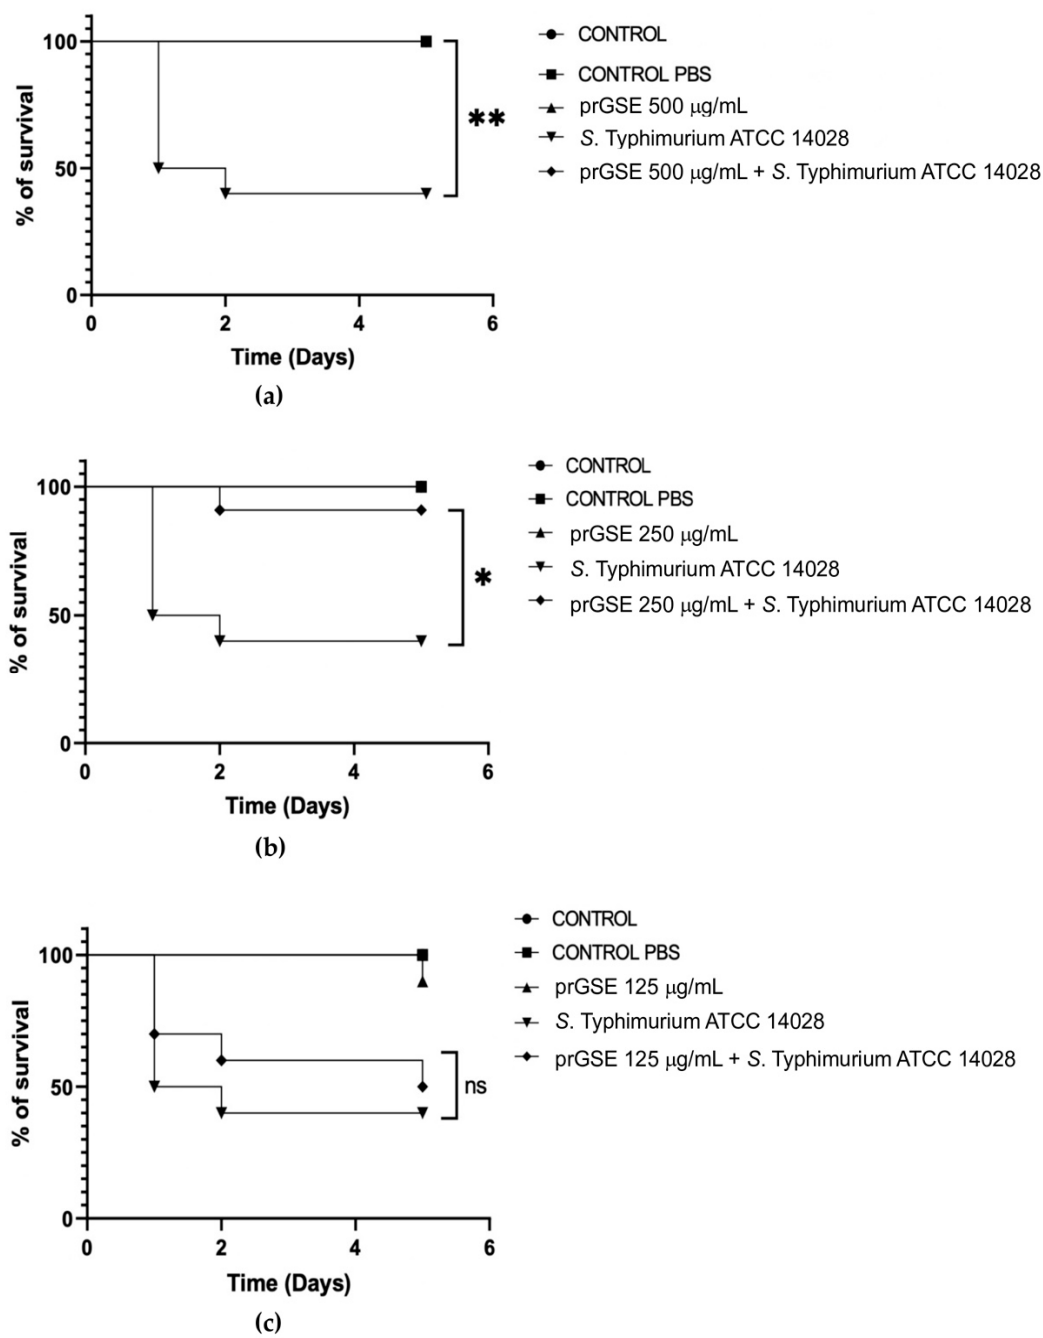 100
50
0
% of survival
0 2 4 6
Time (Days)
**
CONTROL
CONTROL PBS
prGSE 500 µg/mL
S. Typhimurium ATCC 14028
prGSE 500 µg/mL + S. Typhimurium ATCC 14028
(a)
100
50
0
% of survival
0 2 4 6
Time (Days)
*
CONTROL
CONTROL PBS
prGSE 250 µg/mL
S. Typhimurium ATCC 14028
prGSE 250 µg/mL + S. Typhimurium ATCC 14028
(b)
100
50
0
% of survival
0 2 4 6
Time (Days)
ns
CONTROL
CONTROL PBS
prGSE 125 µg/mL
S. Typhimurium ATCC 14028
prGSE 125 µg/mL + S. Typhimurium ATCC 14028
(c)